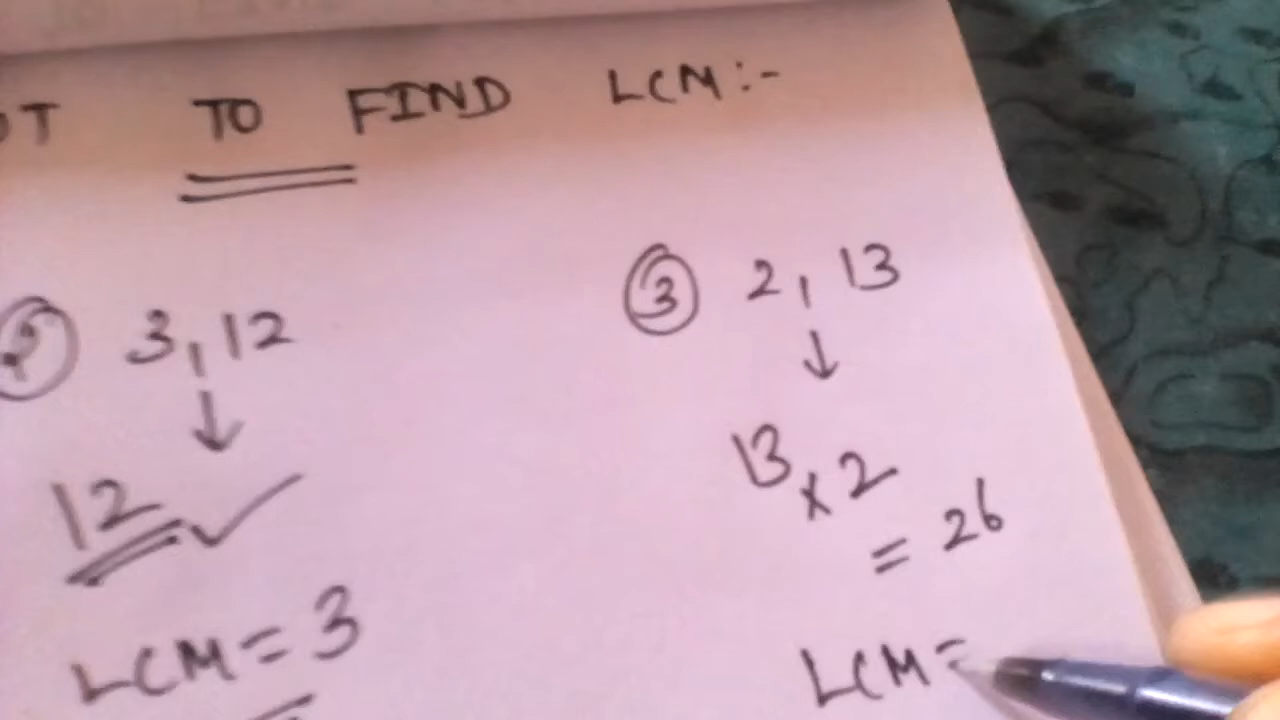 TO FIND LCM:-
3, 12
↓
12 ✓
LCM = 3
③ 2, 13
↓
13 x 2
= 26
LCM =